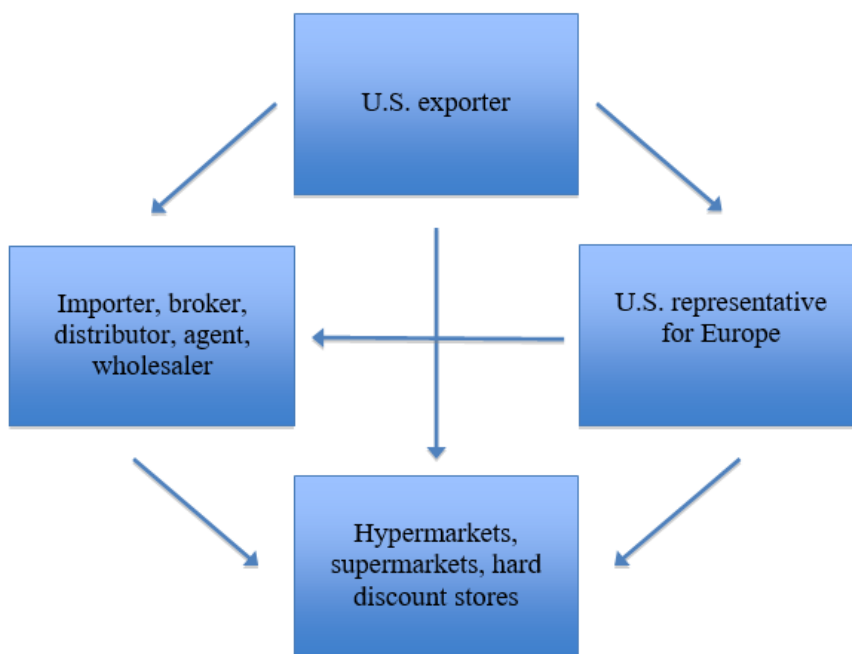 U.S. exporter
Importer, broker,
distributor, agent,
wholesaler
U.S. representative
for Europe
Hypermarkets,
supermarkets, hard
discount stores